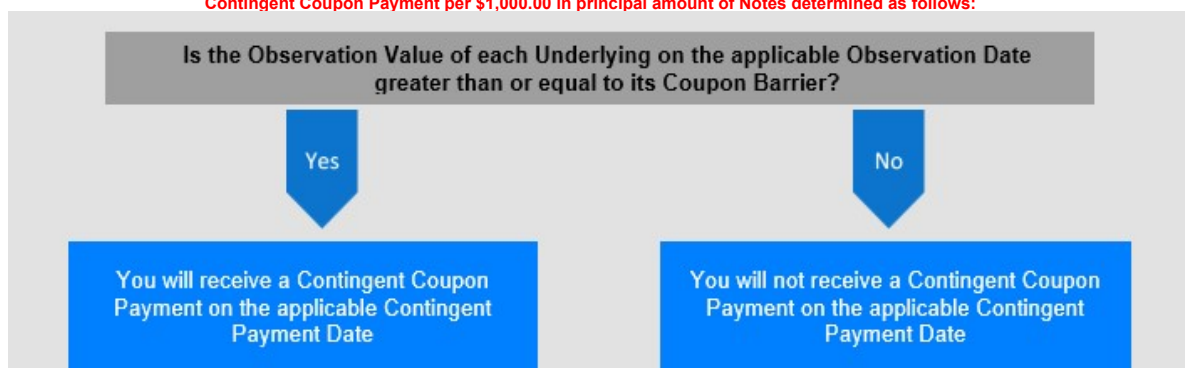 Contingent Coupon Payment per $1,000.00 in principal amount of Notes determined as follows:
Is the Observation Value of each Underlying on the applicable Observation Date
greater than or equal to its Coupon Barrier?
Yes
No
You will receive a Contingent Coupon
Payment on the applicable Contingent
Payment Date
You will not receive a Contingent Coupon
Payment on the applicable Contingent
Payment Date